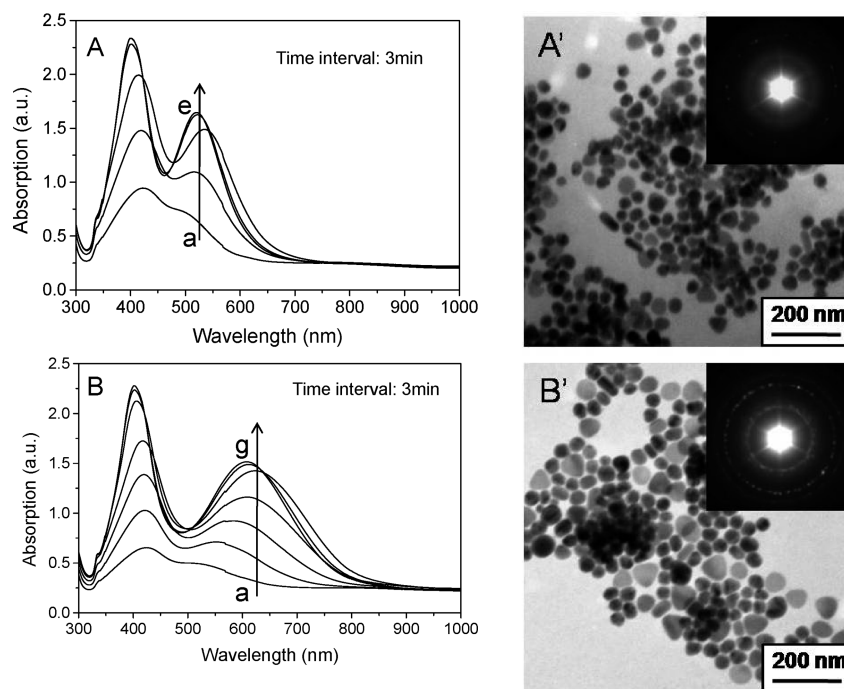 A
Time interval: 3min
e
a
2.5
2.0
1.5
1.0
0.5
0.0
300 400 500 600 700 800 900 1000
Wavelength (nm)
Absorption (a.u.)
A'
200 nm
B
Time interval: 3min
g
a
2.5
2.0
1.5
1.0
0.5
0.0
300 400 500 600 700 800 900 1000
Wavelength (nm)
Absorption (a.u.)
B'
200 nm